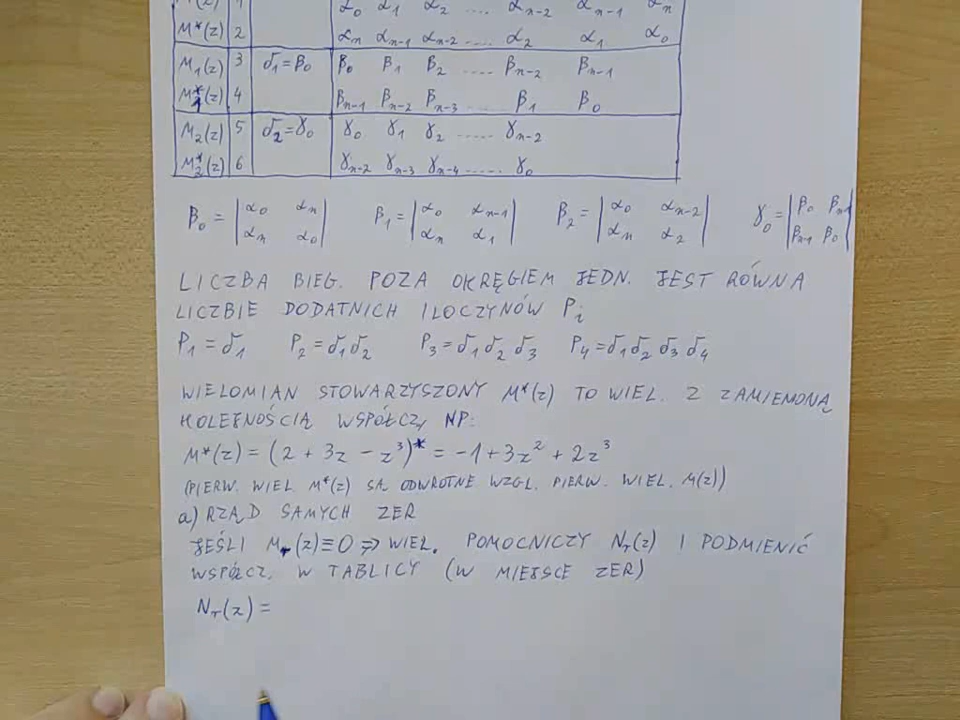 M*(z) 2 αn αn-1 αn-2 ..... α2 α1 α0
M1(z) 3 δ1=β0 β0 β1 β2 ..... βn-2 βn-1
M1*(z) 4 βn-1 βn-2 βn-3 ..... β1 β0
M2(z) 5 δ2=γ0 γ0 γ1 γ2 ...... γn-2
M2*(z) 6 γn-2 γn-3 γn-4 ...... γ0
β0 = |α0 αn; αn α0| β1 = |α0 αn-1; αn α1| β2 = |α0 αn-2; αn α2| γ0 = |β0 βn-1; βn-1 β0|
LICZBA BIEG. POZA OKRĘGIEM JEDN. JEST RÓWNA
LICZBIE DODATNICH ILOCZYNÓW Pi
P1 = δ1 P2 = δ1δ2 P3 = δ1δ2δ3 P4 = δ1δ2δ3δ4
WIELOMIAN STOWARZYSZONY M*(z) TO WIEL. Z ZAMIENONĄ
KOLEJNOŚCIĄ WSPÓŁCZ, NP:
M*(z) = (2 + 3z - z³)* = -1 + 3z² + 2z³
(PIERW. WIEL. M*(z) SĄ ODWROTNE WZGL. PIERW. WIEL. M(z))
a) RZĄD SAMYCH ZER
JEŚLI Mr(z) ≡ 0 ⇒ WIEL. POMOCNICZY Nr(z) I PODMIENIĆ
WSPÓŁCZ. W TABLICY (W MIEJSCE ZER)
Nr(z) =